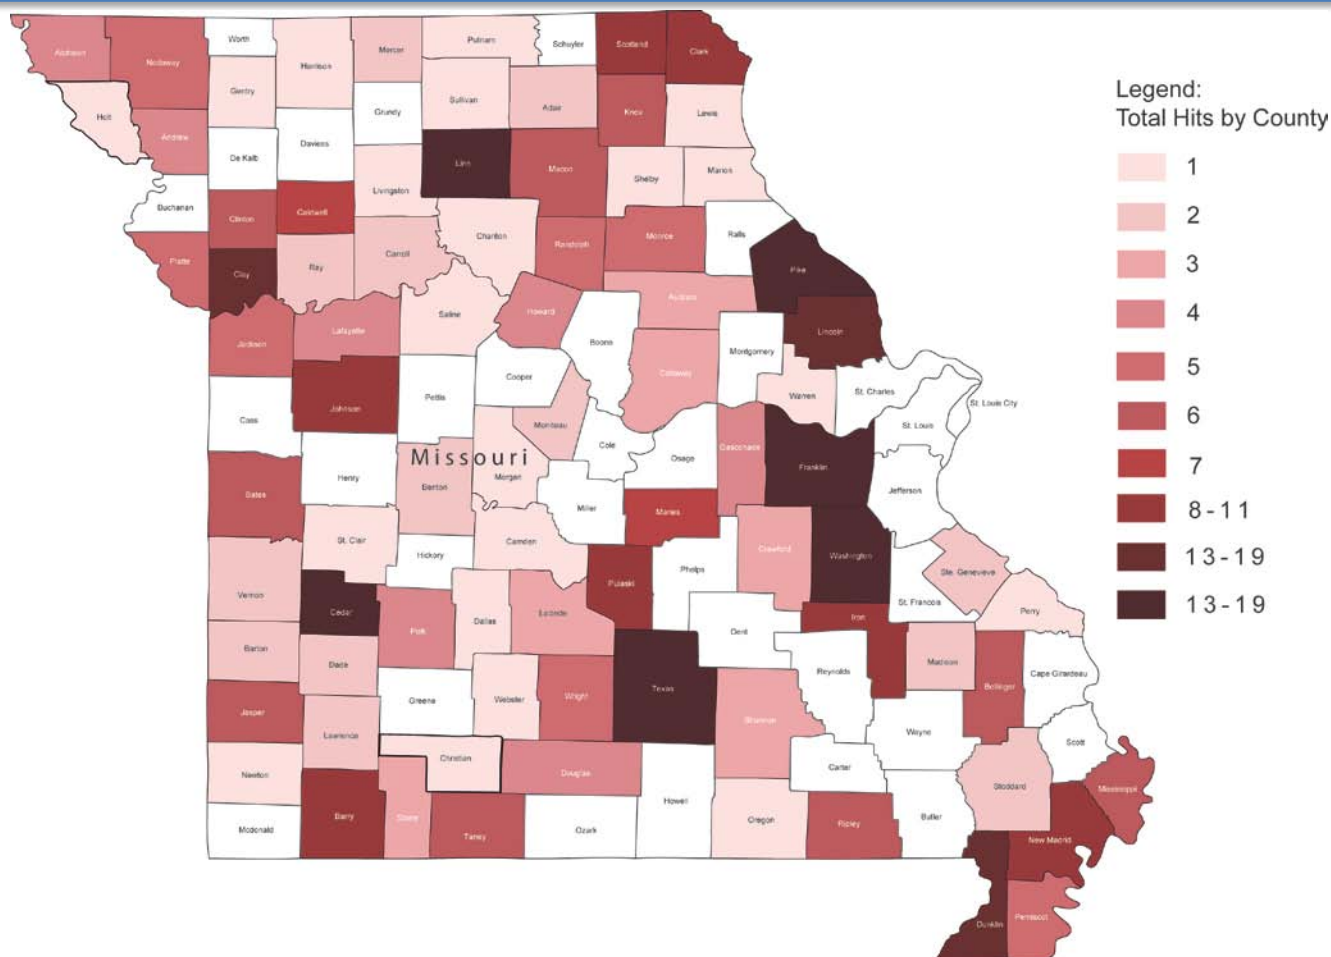 Legend:
Total Hits by County
1
2
3
4
5
6
7
8-11
13-19
13-19
Missouri
Atchison
Nodaway
Worth
Harrison
Mercer
Putnam
Schuyler
Scotland
Clark
Holt
Andrew
Gentry
De Kalb
Daviess
Grundy
Sullivan
Adair
Knox
Lewis
Buchanan
Clinton
Caldwell
Livingston
Linn
Macon
Shelby
Marion
Platte
Clay
Ray
Carroll
Chariton
Randolph
Monroe
Ralls
Pike
Jackson
Lafayette
Saline
Howard
Boone
Audrain
Lincoln
Cass
Johnson
Pettis
Cooper
Moniteau
Cole
Callaway
Montgomery
Warren
St. Charles
St. Louis City
St. Louis
Bates
Henry
Benton
Morgan
Miller
Osage
Gasconade
Franklin
Jefferson
Vernon
St. Clair
Hickory
Camden
Maries
Pulaski
Phelps
Crawford
Washington
St. Francois
Ste. Genevieve
Perry
Barton
Cedar
Polk
Dallas
Laclede
Dent
Iron
Madison
Bollinger
Cape Girardeau
Jasper
Dade
Greene
Webster
Wright
Texas
Shannon
Reynolds
Wayne
Scott
Newton
Lawrence
Christian
Douglas
Howell
Carter
Butler
Stoddard
Mississippi
Mcdonald
Barry
Stone
Taney
Ozark
Oregon
Ripley
New Madrid
Dunklin
Pemiscot